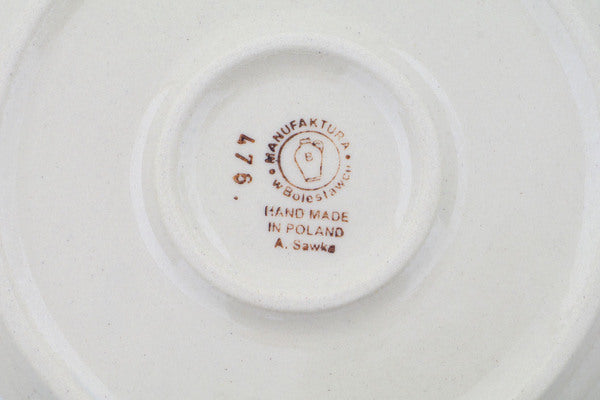 • MANUFAKTURA •
B
w Bolesławcu
HAND MADE
IN POLAND
A. Sawka
476.